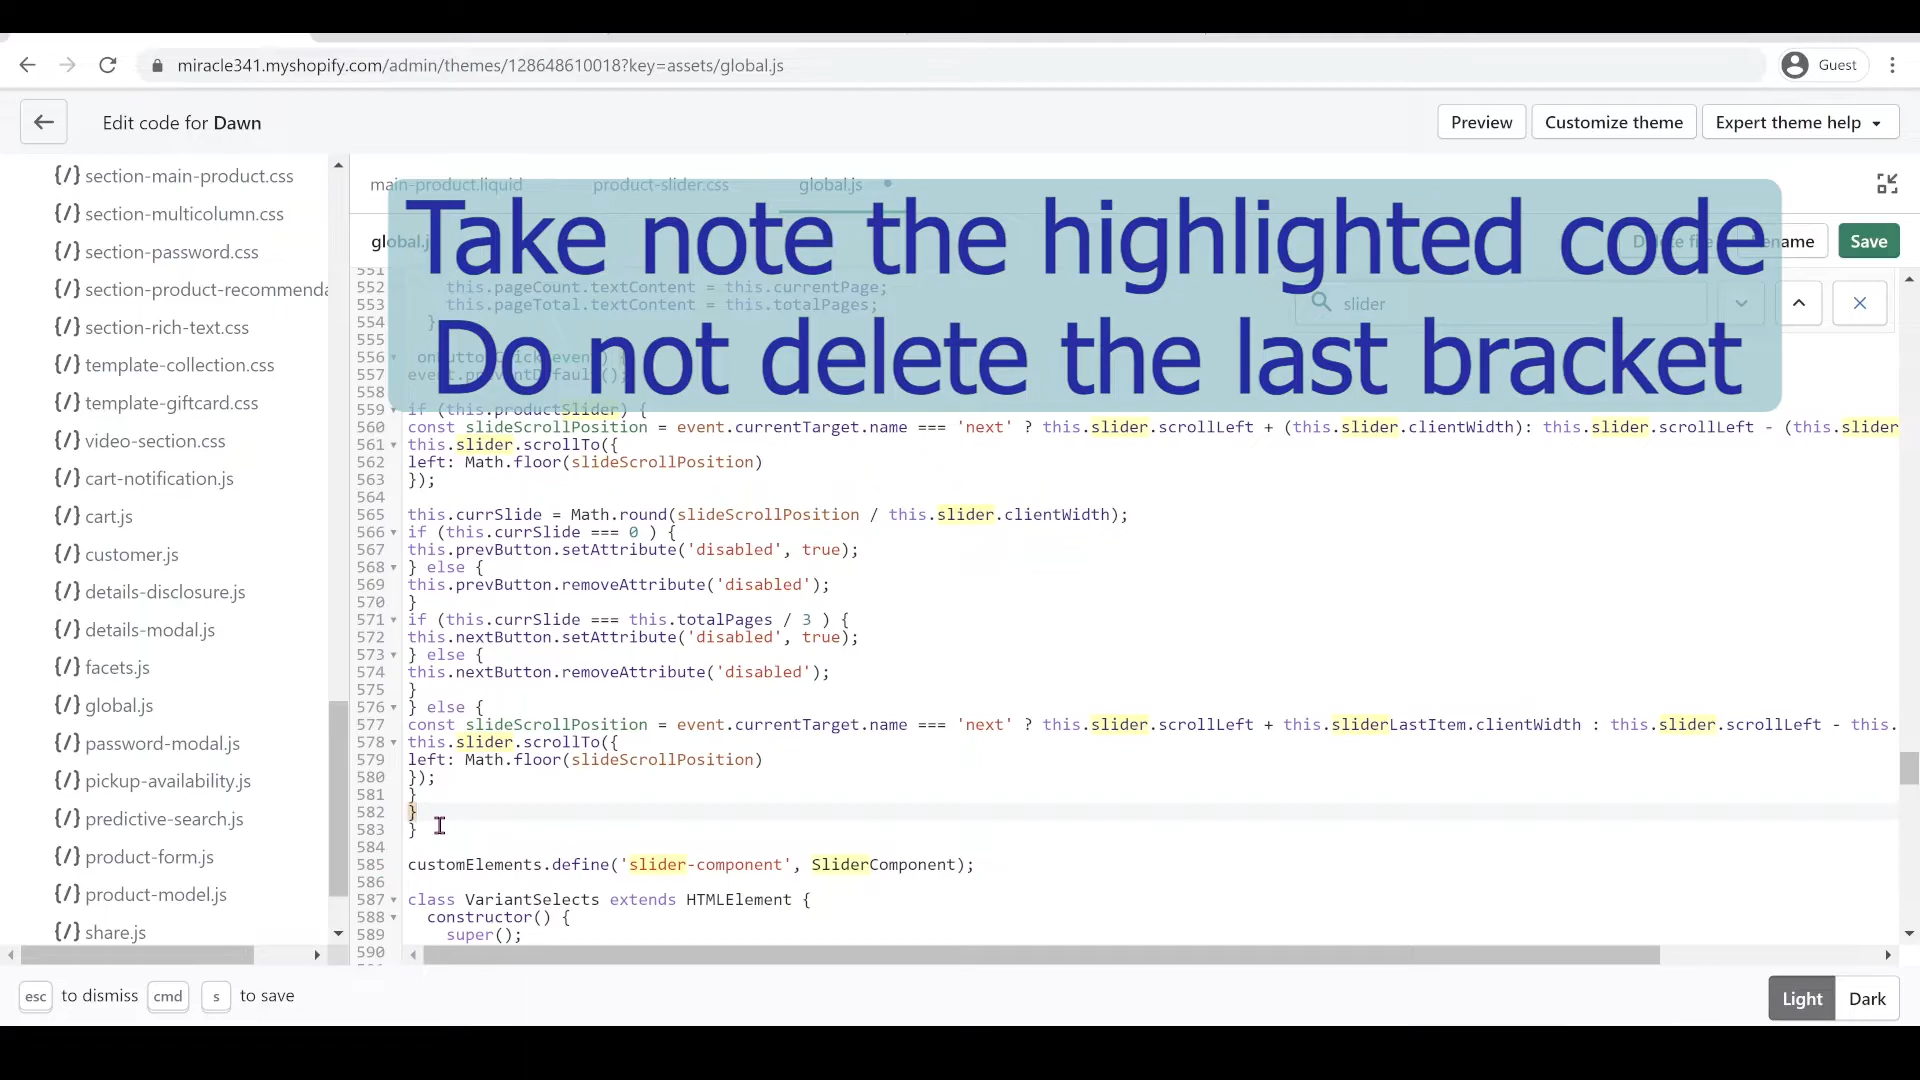 miracle341.myshopify.com/admin/themes/128648610018?key=assets/global.js
Guest
Edit code for Dawn
Preview
Customize theme
Expert theme help
{/} section-main-product.css
{/} section-multicolumn.css
{/} section-password.css
{/} section-product-recommenda
{/} section-rich-text.css
{/} template-collection.css
{/} template-giftcard.css
{/} video-section.css
{/} cart-notification.js
{/} cart.js
{/} customer.js
{/} details-disclosure.js
{/} details-modal.js
{/} facets.js
{/} global.js
{/} password-modal.js
{/} pickup-availability.js
{/} predictive-search.js
{/} product-form.js
{/} product-model.js
{/} share.js
main-product.liquid
product-slider.css
global.js
Take note the highlighted code
Do not delete the last bracket
global.j
Delete file
ename
Save
slider
551
552 this.pageCount.textContent = this.currentPage;
553 this.pageTotal.textContent = this.totalPages;
554 }
555
556
557
558
559 if (this.productSlider) {
560 const slideScrollPosition = event.currentTarget.name === 'next' ? this.slider.scrollLeft + (this.slider.clientWidth): this.slider.scrollLeft - (this.slider
561 this.slider.scrollTo({
562 left: Math.floor(slideScrollPosition)
563 });
564
565 this.currSlide = Math.round(slideScrollPosition / this.slider.clientWidth);
566 if (this.currSlide === 0 ) {
567 this.prevButton.setAttribute('disabled', true);
568 } else {
569 this.prevButton.removeAttribute('disabled');
570 }
571 if (this.currSlide === this.totalPages / 3 ) {
572 this.nextButton.setAttribute('disabled', true);
573 } else {
574 this.nextButton.removeAttribute('disabled');
575 }
576 } else {
577 const slideScrollPosition = event.currentTarget.name === 'next' ? this.slider.scrollLeft + this.sliderLastItem.clientWidth : this.slider.scrollLeft - this.
578 this.slider.scrollTo({
579 left: Math.floor(slideScrollPosition)
580 });
581 }
582 }
583 }
584
585 customElements.define('slider-component', SliderComponent);
586
587 class VariantSelects extends HTMLElement {
588 constructor() {
589 super();
590
esc to dismiss cmd s to save
Light
Dark